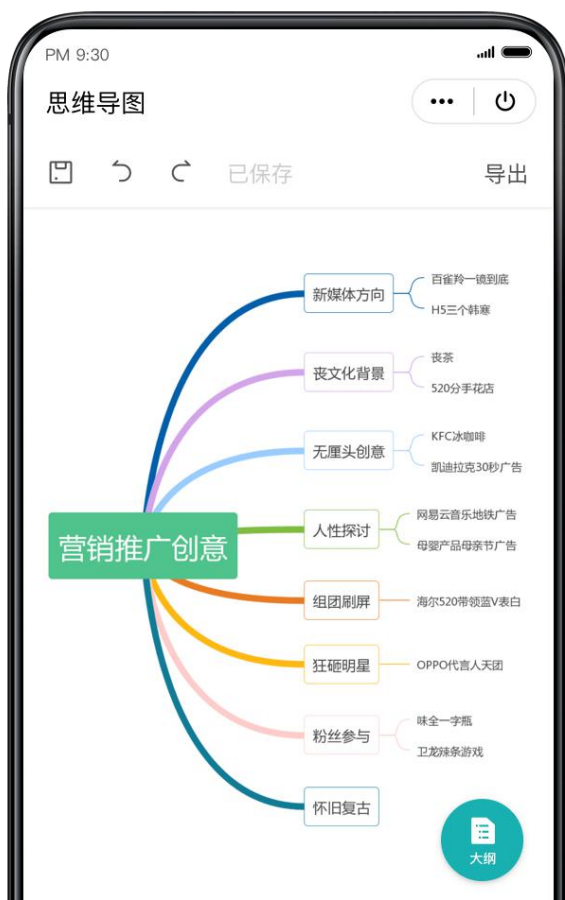 PM 9:30
思维导图
已保存
导出
新媒体方向
百雀羚一镜到底
H5三个韩寒
丧文化背景
丧茶
520分手花店
无厘头创意
KFC冰咖啡
凯迪拉克30秒广告
营销推广创意
人性探讨
网易云音乐地铁广告
母婴产品母亲节广告
组团刷屏
海尔520带领蓝V表白
狂砸明星
OPPO代言人天团
粉丝参与
味全一字瓶
卫龙辣条游戏
怀旧复古
大纲